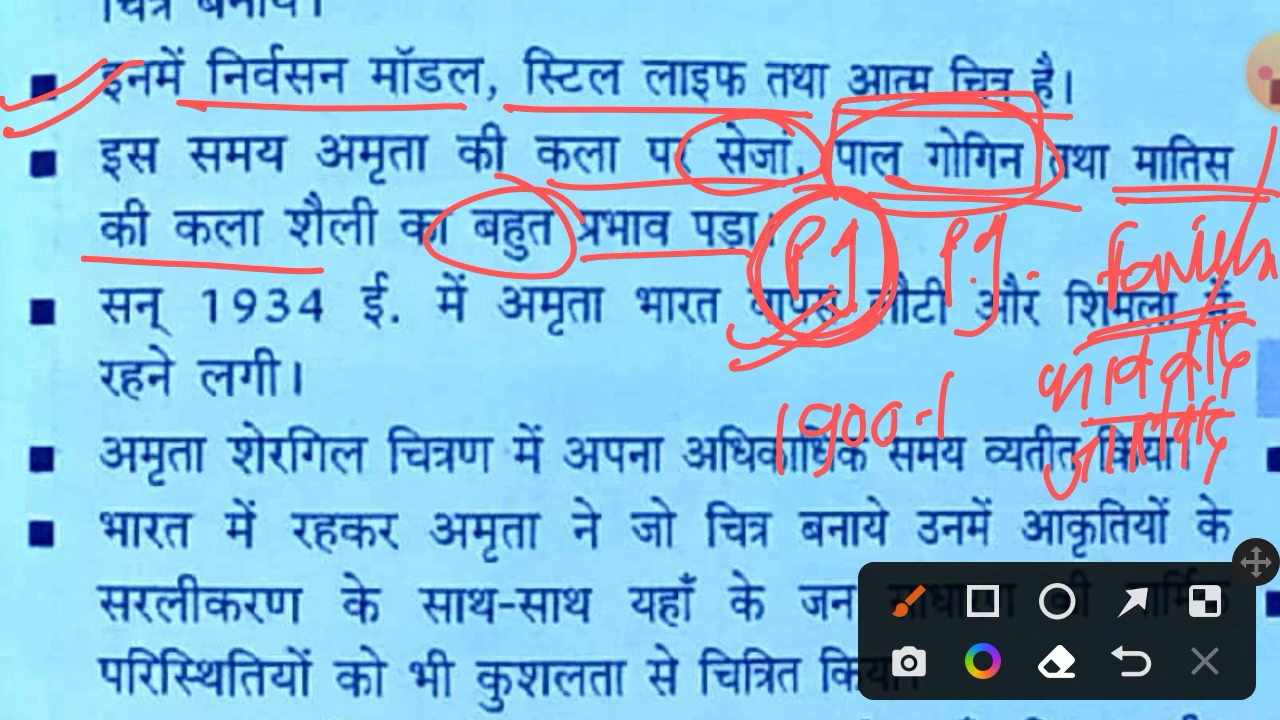 चित्र बनाये।
इनमें निर्वसन मॉडल, स्टिल लाइफ तथा आत्म चित्र है।
इस समय अमृता की कला पर सेजां, पाल गोगिन तथा मातिस
की कला शैली का बहुत प्रभाव पड़ा।
P.g
P.g.
सन् 1934 ई. में अमृता भारत वापस लौटी और शिमला में
रहने लगी।
1900-1
अमृता शेरगिल चित्रण में अपना अधिकाधिक समय व्यतीत किया
भारत में रहकर अमृता ने जो चित्र बनाये उनमें आकृतियों के
सरलीकरण के साथ-साथ यहाँ के जन साधारण की मार्मिक
परिस्थितियों को भी कुशलता से चित्रित किया।